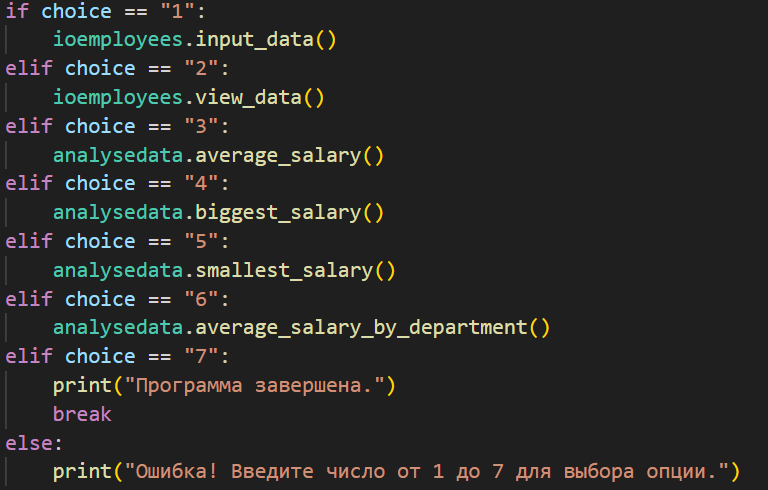 if choice == "1":
    ioemployees.input_data()
elif choice == "2":
    ioemployees.view_data()
elif choice == "3":
    analysedata.average_salary()
elif choice == "4":
    analysedata.biggest_salary()
elif choice == "5":
    analysedata.smallest_salary()
elif choice == "6":
    analysedata.average_salary_by_department()
elif choice == "7":
    print("Программа завершена.")
    break
else:
    print("Ошибка! Введите число от 1 до 7 для выбора опции.")